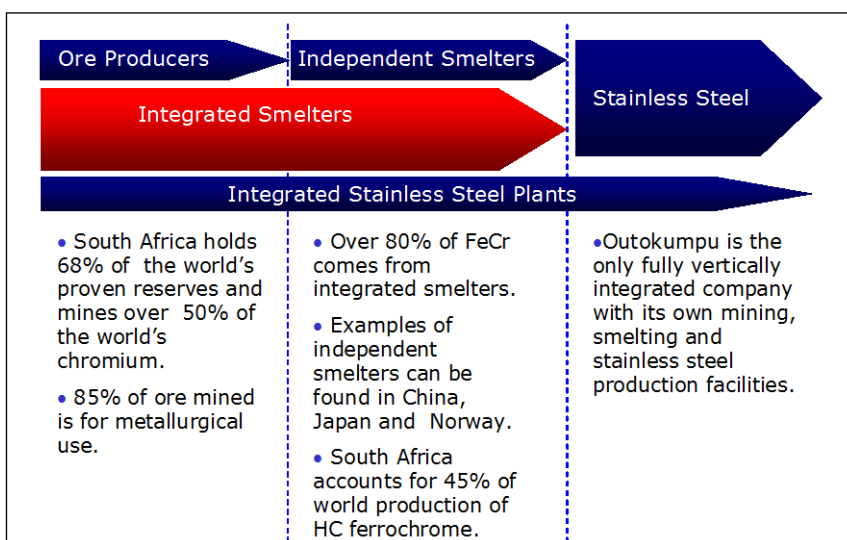 Ore Producers
Independent Smelters
Stainless Steel
Integrated Smelters
Integrated Stainless Steel Plants
• South Africa holds
68% of the world's
proven reserves and
mines over 50% of
the world's
chromium.
• 85% of ore mined
is for metallurgical
use.
• Over 80% of FeCr
comes from
integrated smelters.
• Examples of
independent
smelters can be
found in China,
Japan and Norway.
• South Africa
accounts for 45% of
world production of
HC ferrochrome.
•Outokumpu is the
only fully vertically
integrated company
with its own mining,
smelting and
stainless steel
production facilities.